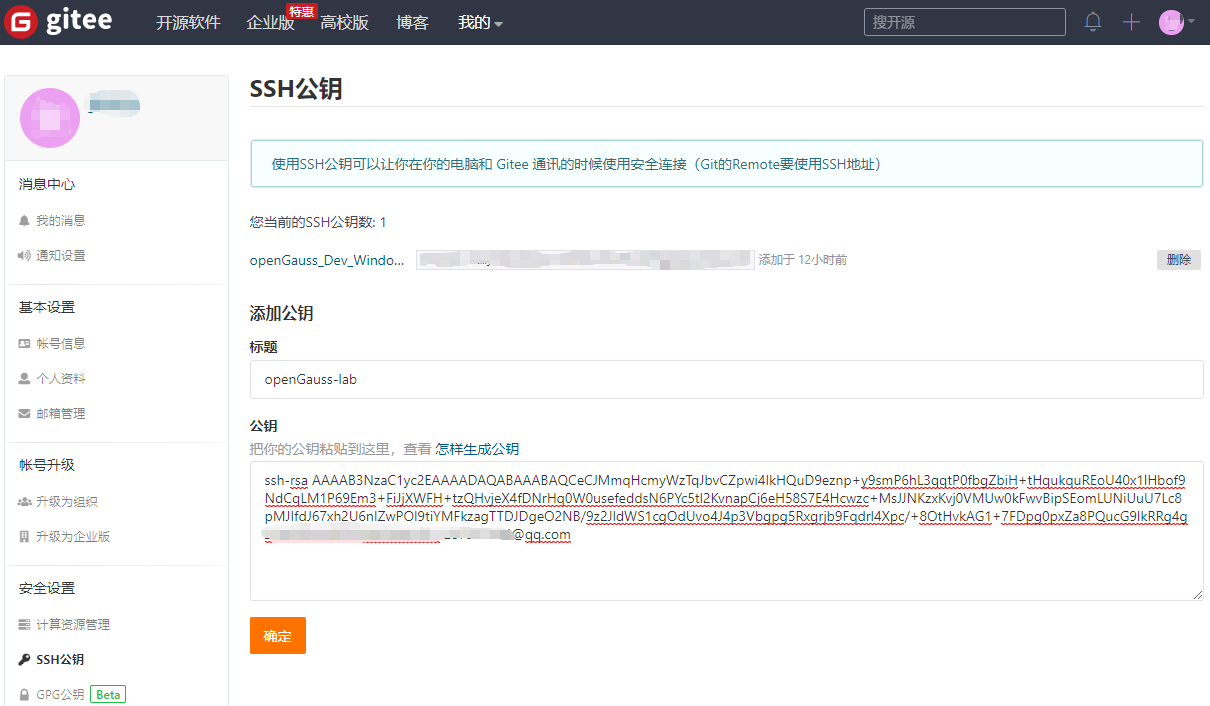 gitee 开源软件 企业版 特惠 高校版 博客 我的 搜开源
SSH公钥
使用SSH公钥可以让你在你的电脑和 Gitee 通讯的时候使用安全连接（Git的Remote要使用SSH地址）
消息中心
我的消息
通知设置
基本设置
帐号信息
个人资料
邮箱管理
帐号升级
升级为组织
升级为企业版
安全设置
计算资源管理
SSH公钥
GPG公钥 Beta
您当前的SSH公钥数: 1
openGauss_Dev_Windo... 添加于 12小时前 删除
添加公钥
标题
openGauss-lab
公钥
把你的公钥粘贴到这里，查看 怎样生成公钥
ssh-rsa AAAAB3NzaC1yc2EAAAADAQABAAABAQCeCJMmqHcmyWzTqJbvCZpwi4IkHQuD9eznp+y9smP6hL3qqtP0fbgZbiH+tHqukquREoU40x1IHbof9
NdCgLM1P69Em3+FiJjXWFH+tzQHvjeX4fDNrHq0W0usefeddsN6PYc5tI2KvnapCj6eH58S7E4Hcwzc+MsJJNKzxKvj0VMUw0kFwvBipSEomLUNiUuU7Lc8
pMJIfdJ67xh2U6nIZwPOI9tiYMFkzagTTDJDgeO2NB/9z2JIdWS1cgOdUvo4J4p3Vbgpg5Rxgrjb9Fqdrl4Xpc/+8OtHvkAG1+7FDpg0pxZa8PQucG9IkRRg4g
@qq.com
确定